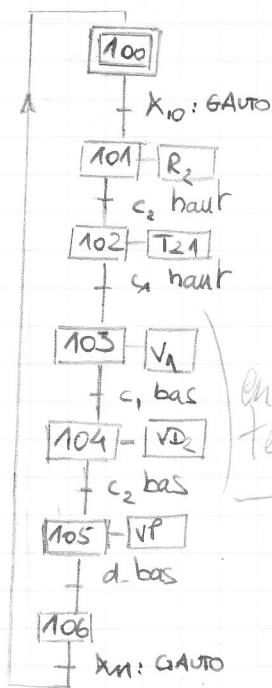 100
X10 : GAUTO
101 R2
c2 haut
102 T21
c1 haut
103 V1
c1 bas
104 VD2
c2 bas
105 VP
d_bas
106
X11 : GAUTO